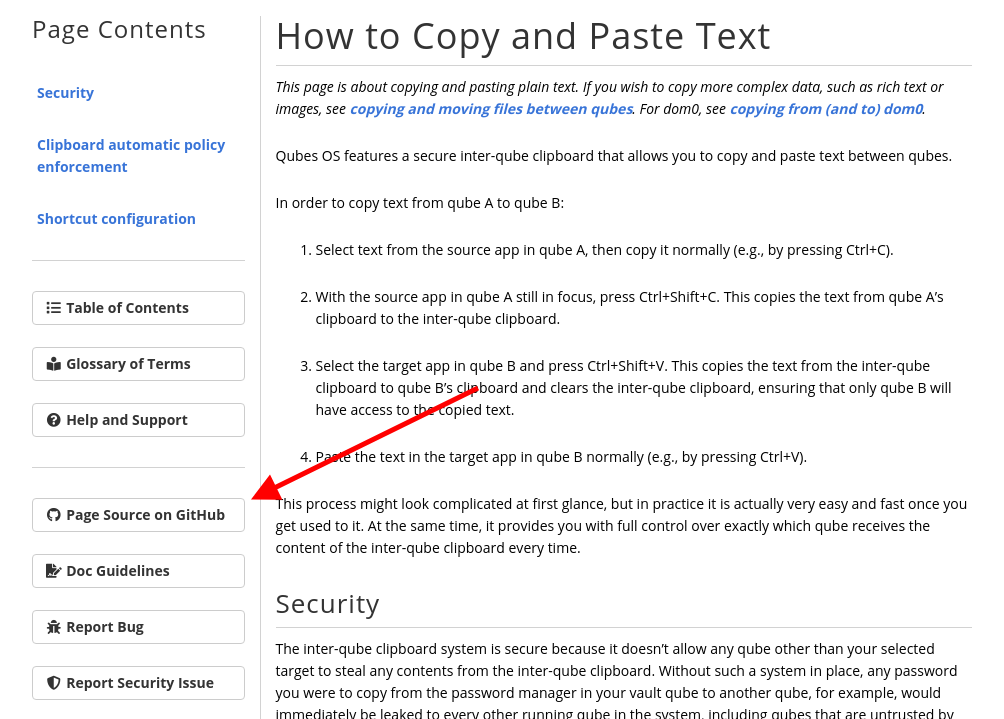 Page Contents
Security
Clipboard automatic policy
enforcement
Shortcut configuration
Table of Contents
Glossary of Terms
Help and Support
Page Source on GitHub
Doc Guidelines
Report Bug
Report Security Issue
How to Copy and Paste Text
This page is about copying and pasting plain text. If you wish to copy more complex data, such as rich text or
images, see copying and moving files between qubes. For dom0, see copying from (and to) dom0.
Qubes OS features a secure inter-qube clipboard that allows you to copy and paste text between qubes.
In order to copy text from qube A to qube B:
1. Select text from the source app in qube A, then copy it normally (e.g., by pressing Ctrl+C).
2. With the source app in qube A still in focus, press Ctrl+Shift+C. This copies the text from qube A’s
clipboard to the inter-qube clipboard.
3. Select the target app in qube B and press Ctrl+Shift+V. This copies the text from the inter-qube
clipboard to qube B’s clipboard and clears the inter-qube clipboard, ensuring that only qube B will
have access to the copied text.
4. Paste the text in the target app in qube B normally (e.g., by pressing Ctrl+V).
This process might look complicated at first glance, but in practice it is actually very easy and fast once you
get used to it. At the same time, it provides you with full control over exactly which qube receives the
content of the inter-qube clipboard every time.
Security
The inter-qube clipboard system is secure because it doesn’t allow any qube other than your selected
target to steal any contents from the inter-qube clipboard. Without such a system in place, any password
you were to copy from the password manager in your vault qube to another qube, for example, would
immediately be leaked to every other running qube in the system, including qubes that are untrusted by